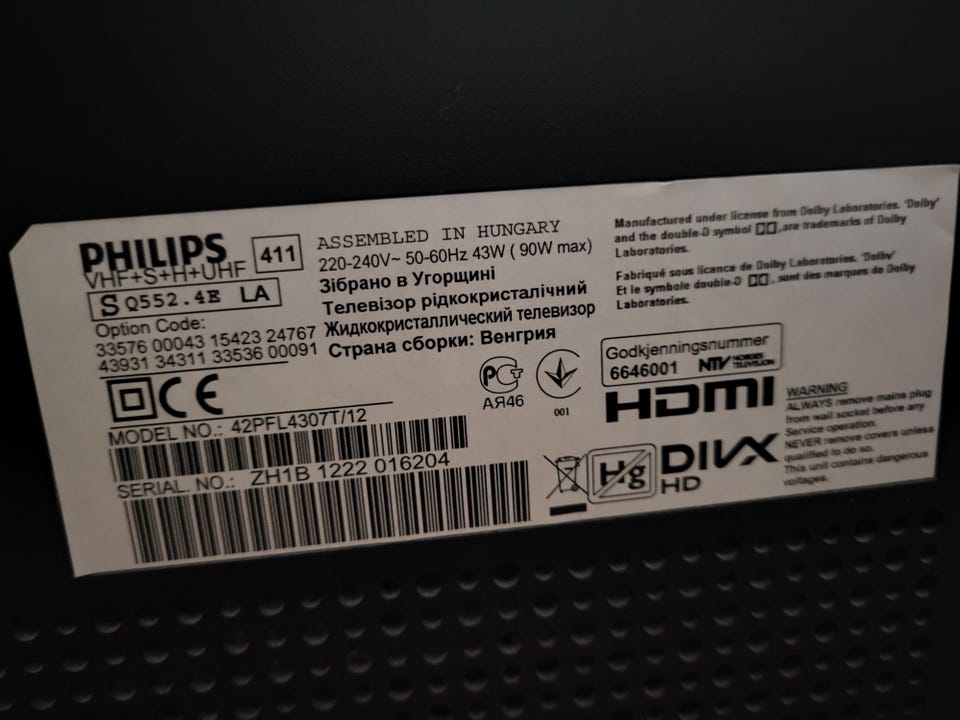 PHILIPS
VHF+S+H+UHF
411
S Q552.4E LA
Option Code:
33576 00043 15423 24767
43931 34311 33536 00091
ASSEMBLED IN HUNGARY
220-240V~ 50-60Hz 43W ( 90W max)
Зібрано в Угорщині
Телевізор рідкокристалічний
Жидкокристаллический телевизор
Страна сборки: Венгрия
Manufactured under license from Dolby Laboratories. 'Dolby'
and the double-D symbol ,are trademarks of Dolby
Laboratories.
Fabriqué sous licence de Dolby Laboratories. 'Dolby'
Et le symbole double-D , sont des marques de Dolby
Laboratories.
CE
MODEL NO.: 42PFL4307T/12
SERIAL. NO.: ZH1B 1222 016204
РСТ
АЯ46
001
Godkjenningsnummer
6646001 NTV NORGES
TELEVISJON
HDMI
Hg
DIVX
HD
WARNING
ALWAYS remove mains plug
from wall socket before any
Service operation.
NEVER remove covers unless
qualified to do so.
This unit contains dangerous
voltages.